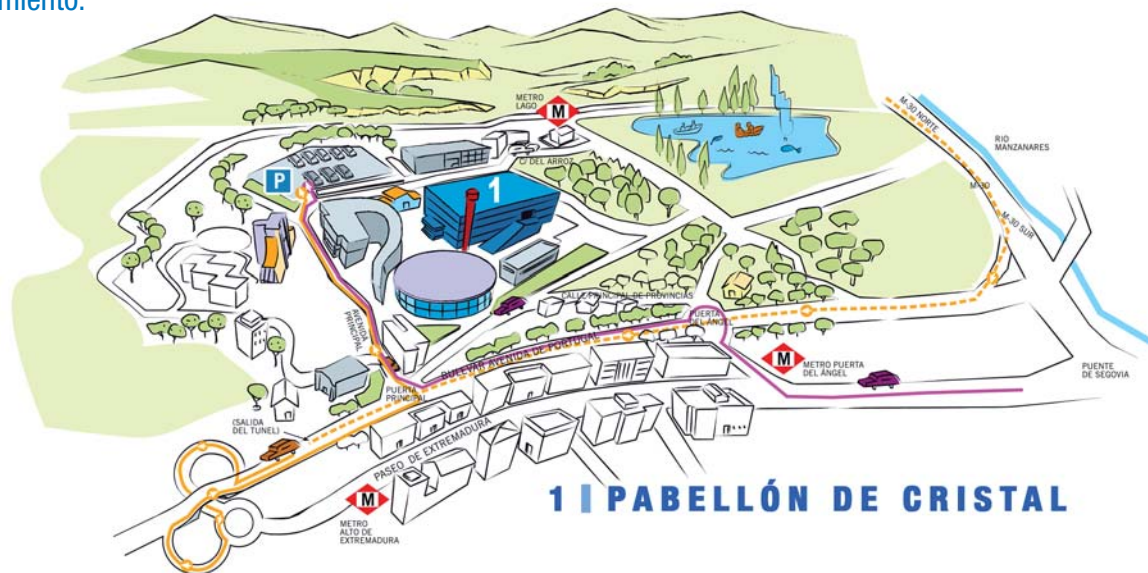 miento.
METRO
LAGO
M
M-30 NORTE
RIO
MANZANARES
C/ DEL ARROZ
P
1
M-30
M-30 SUR
CALLE PRINCIPAL DE PROVINCIAS
PUERTA
DEL ÁNGEL
AVENIDA
PRINCIPAL
BULEVAR AVENIDA DE PORTUGAL
M
METRO PUERTA
DEL ÁNGEL
PUENTE
DE SEGOVIA
PUERTA
PRINCIPAL
(SALIDA
DEL TUNEL)
PASEO DE EXTREMADURA
M
METRO
ALTO DE
EXTREMADURA
1 | PABELLÓN DE CRISTAL